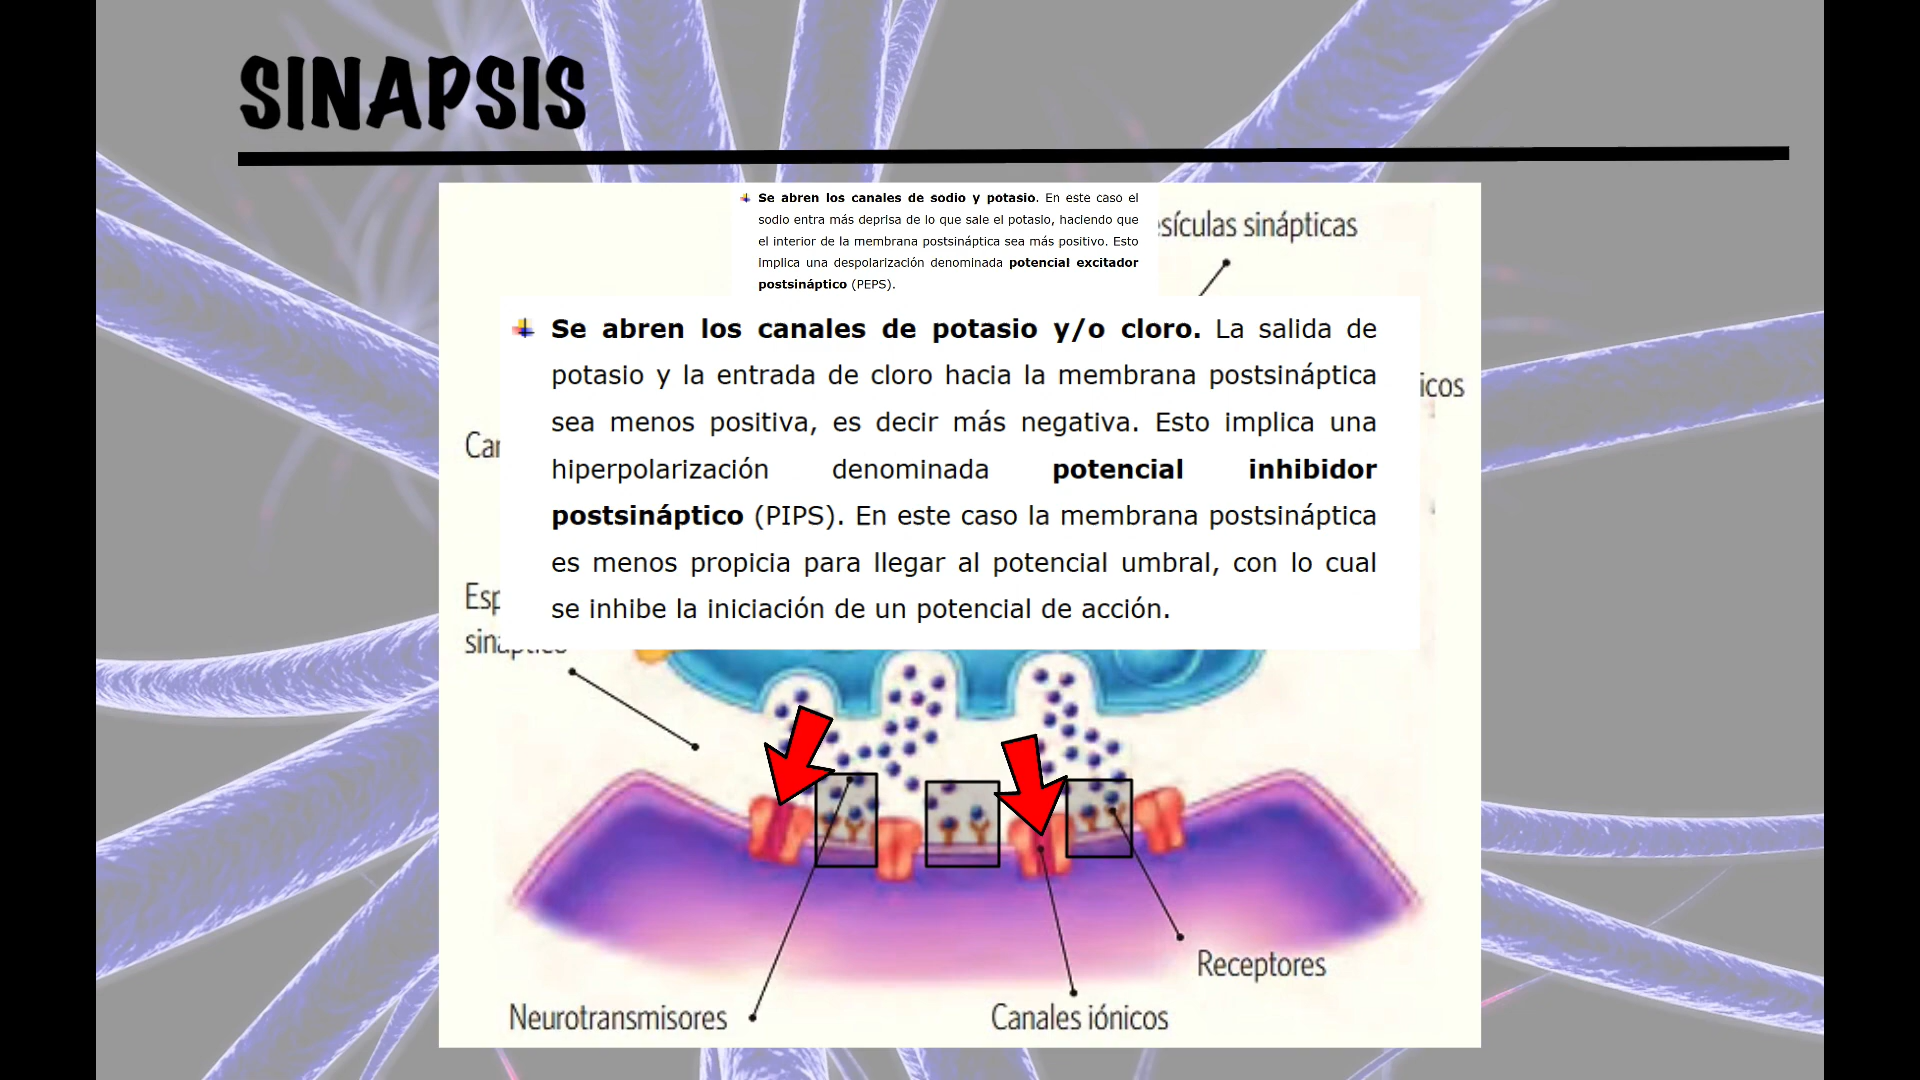 SINAPSIS
Se abren los canales de sodio y potasio. En este caso el
sodio entra más deprisa de lo que sale el potasio, haciendo que
el interior de la membrana postsináptica sea más positivo. Esto
implica una despolarización denominada potencial excitador
postsináptico (PEPS).
esículas sinápticas
Se abren los canales de potasio y/o cloro. La salida de
potasio y la entrada de cloro hacia la membrana postsináptica
sea menos positiva, es decir más negativa. Esto implica una
hiperpolarización denominada potencial inhibidor
postsináptico (PIPS). En este caso la membrana postsináptica
es menos propicia para llegar al potencial umbral, con lo cual
se inhibe la iniciación de un potencial de acción.
icos
Car
Esp
sináptico
Receptores
Neurotransmisores
Canales iónicos